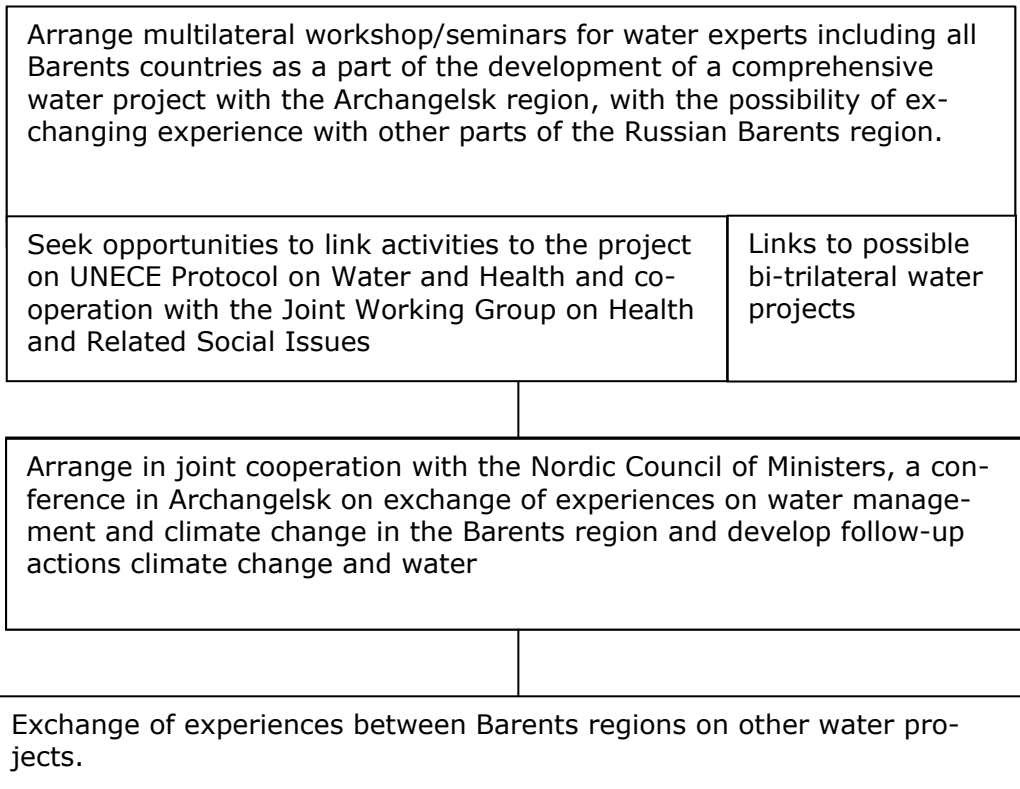 Arrange multilateral workshop/seminars for water experts including all
Barents countries as a part of the development of a comprehensive
water project with the Archangelsk region, with the possibility of ex-
changing experience with other parts of the Russian Barents region.
Seek opportunities to link activities to the project
on UNECE Protocol on Water and Health and co-
operation with the Joint Working Group on Health
and Related Social Issues
Links to possible
bi-trilateral water
projects
Arrange in joint cooperation with the Nordic Council of Ministers, a con-
ference in Archangelsk on exchange of experiences on water manage-
ment and climate change in the Barents region and develop follow-up
actions climate change and water
Exchange of experiences between Barents regions on other water pro-
jects.